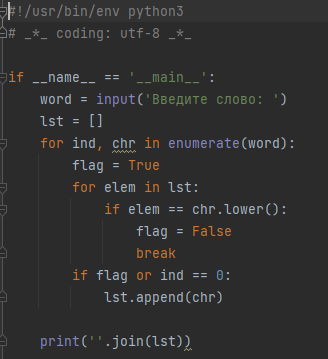 #!/usr/bin/env python3
# _*_ coding: utf-8 _*_

if __name__ == '__main__':
    word = input('Введите слово: ')
    lst = []
    for ind, chr in enumerate(word):
        flag = True
        for elem in lst:
            if elem == chr.lower():
                flag = False
                break
        if flag or ind == 0:
            lst.append(chr)

    print(''.join(lst))